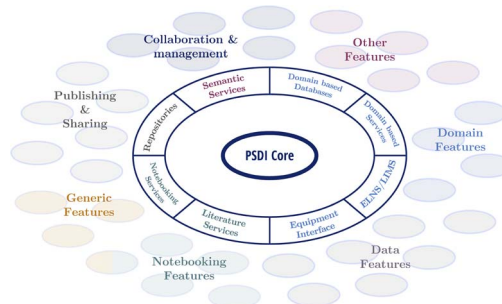 Collaboration &
management
Other
Features
Publishing
&
Sharing
Semantic
Services
Domain based
Databases
Repositories
Domain based
Services
PSDI Core
Domain
Features
Notebooking
Services
ELNS/LIMS
Generic
Features
Literature
Services
Equipment
Interface
Notebooking
Features
Data
Features